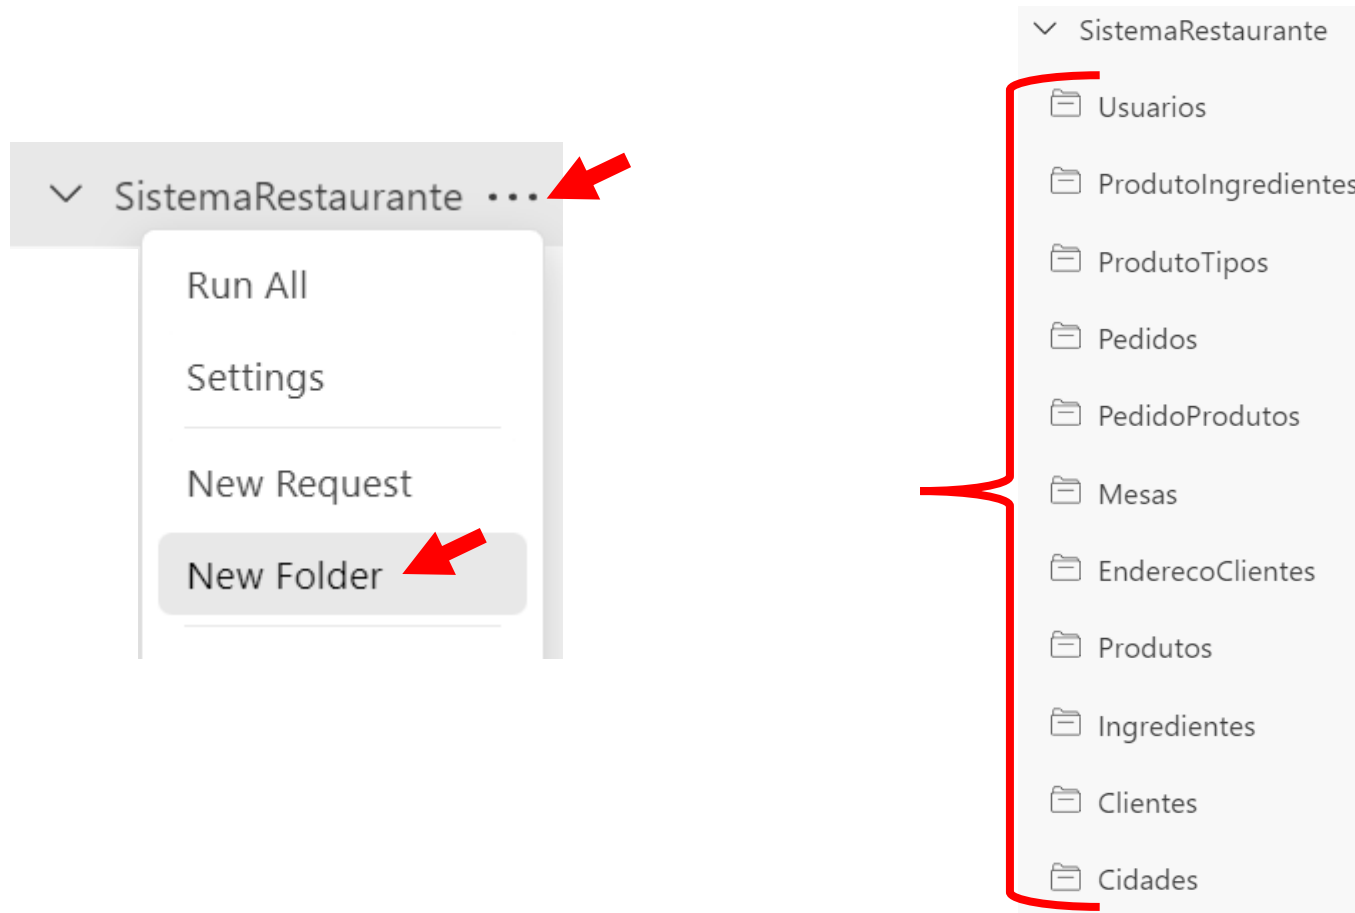 SistemaRestaurante ...
Run All
Settings
New Request
New Folder
SistemaRestaurante
Usuarios
ProdutoIngredientes
ProdutoTipos
Pedidos
PedidoProdutos
Mesas
EnderecoClientes
Produtos
Ingredientes
Clientes
Cidades